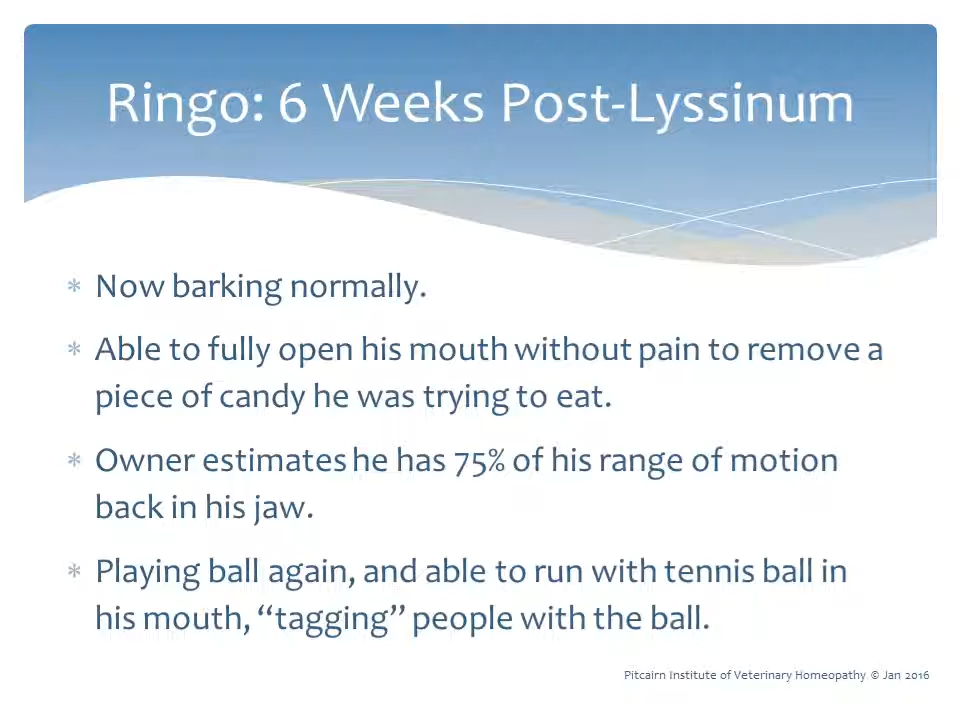 Ringo: 6 Weeks Post-Lyssinum
* Now barking normally.
* Able to fully open his mouth without pain to remove a
piece of candy he was trying to eat.
* Owner estimates he has 75% of his range of motion
back in his jaw.
* Playing ball again, and able to run with tennis ball in
his mouth, “tagging” people with the ball.
Pitcairn Institute of Veterinary Homeopathy © Jan 2016